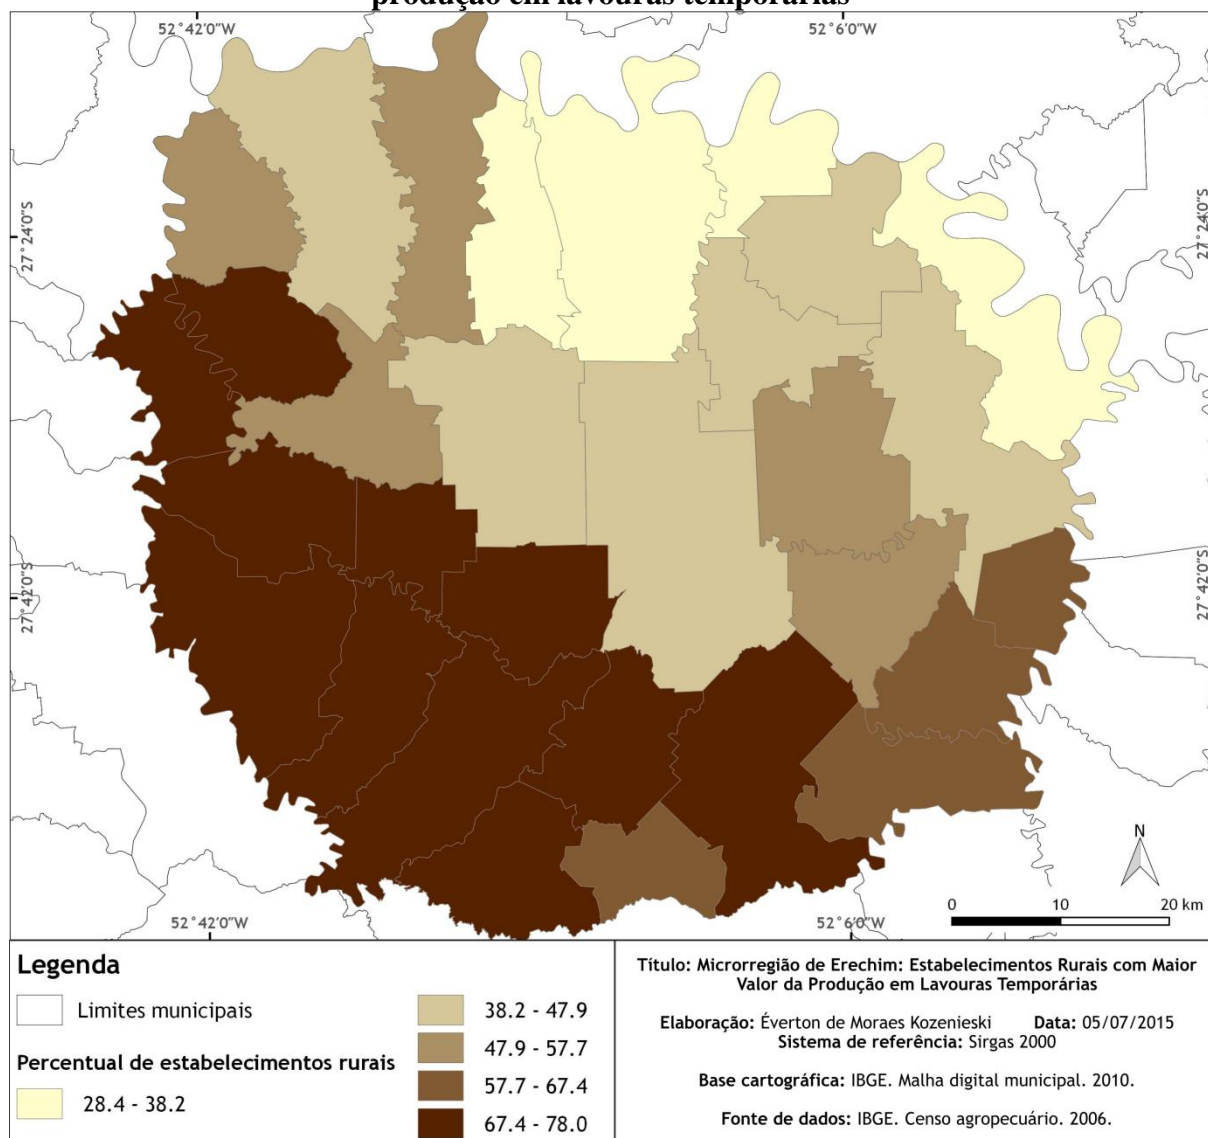 produção em lavouras temporárias
52°42'0"W
52°6'0"W
27°24'0"S
27°24'0"S
27°42'0"S
27°42'0"S
N
0 10 20 km
52°42'0"W
52°6'0"W
Legenda
Limites municipais
Percentual de estabelecimentos rurais
28.4 - 38.2
38.2 - 47.9
47.9 - 57.7
57.7 - 67.4
67.4 - 78.0
Título: Microrregião de Erechim: Estabelecimentos Rurais com Maior
Valor da Produção em Lavouras Temporárias
Elaboração: Éverton de Moraes Kozenieski Data: 05/07/2015
Sistema de referência: Sirgas 2000
Base cartográfica: IBGE. Malha digital municipal. 2010.
Fonte de dados: IBGE. Censo agropecuário. 2006.